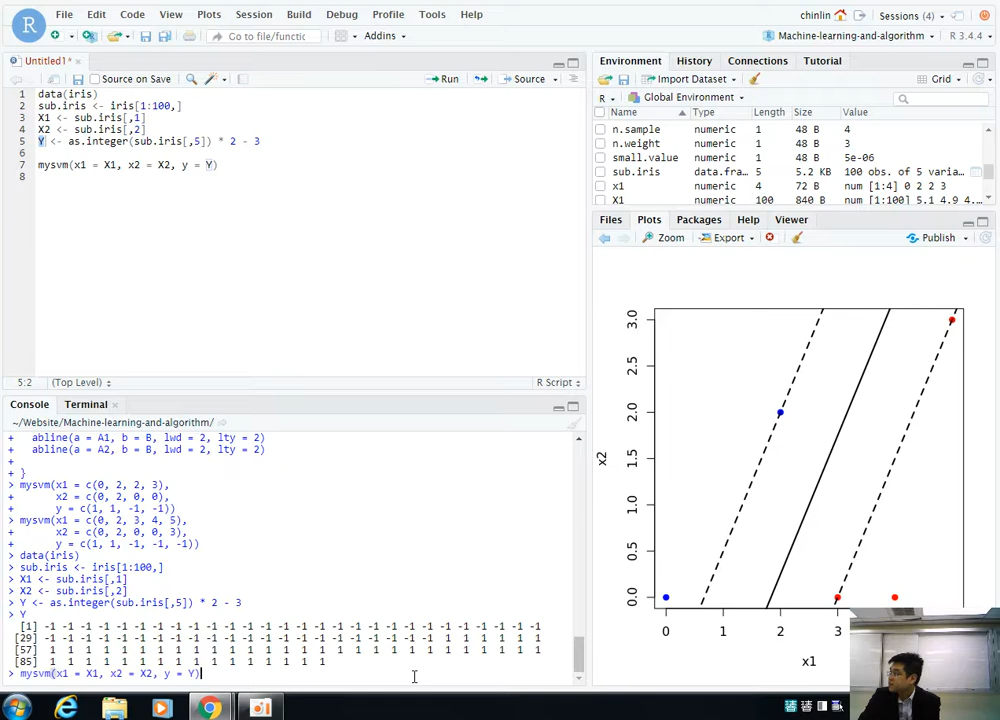 File Edit Code View Plots Session Build Debug Profile Tools Help
chinlin Sessions (4)
R
Go to file/functic Addins
Machine-learning-and-algorithm R 3.4.4
Untitled1*
Source on Save Run Source
1 data(iris)
2 sub.iris <- iris[1:100,]
3 X1 <- sub.iris[,1]
4 X2 <- sub.iris[,2]
5 Y <- as.integer(sub.iris[,5]) * 2 - 3
6
7 mysvm(x1 = X1, x2 = X2, y = Y)
8
5:2 (Top Level) R Script
Console Terminal
~/Website/Machine-learning-and-algorithm/
+ abline(a = A1, b = B, lwd = 2, lty = 2)
+ abline(a = A2, b = B, lwd = 2, lty = 2)
+
+ }
> mysvm(x1 = c(0, 2, 2, 3),
+ x2 = c(0, 2, 0, 0),
+ y = c(1, 1, -1, -1))
> mysvm(x1 = c(0, 2, 3, 4, 5),
+ x2 = c(0, 2, 0, 0, 3),
+ y = c(1, 1, -1, -1, -1))
> data(iris)
> sub.iris <- iris[1:100,]
> X1 <- sub.iris[,1]
> X2 <- sub.iris[,2]
> Y <- as.integer(sub.iris[,5]) * 2 - 3
> Y
[1] -1 -1 -1 -1 -1 -1 -1 -1 -1 -1 -1 -1 -1 -1 -1 -1 -1 -1 -1 -1 -1 -1 -1 -1 -1 -1 -1 -1
[29] -1 -1 -1 -1 -1 -1 -1 -1 -1 -1 -1 -1 -1 -1 -1 -1 -1 -1 -1 -1 -1 -1 1 1 1 1 1 1
[57] 1 1 1 1 1 1 1 1 1 1 1 1 1 1 1 1 1 1 1 1 1 1 1 1 1 1 1 1
[85] 1 1 1 1 1 1 1 1 1 1 1 1 1 1 1 1
> mysvm(x1 = X1, x2 = X2, y = Y)
Environment History Connections Tutorial
Import Dataset Grid
R Global Environment
Name Type Length Size Value
n.sample numeric 1 48 B 4
n.weight numeric 1 48 B 3
small.value numeric 1 48 B 5e-06
sub.iris data.fra… 5 5.2 KB 100 obs. of 5 varia…
x1 numeric 4 72 B num [1:4] 0 2 2 3
X1 numeric 100 840 B num [1:100] 5.1 4.9 4.…
Files Plots Packages Help Viewer
Zoom Export Publish
3.0
2.5
2.0
1.5
1.0
0.5
0.0
x2
0 1 2 3
x1